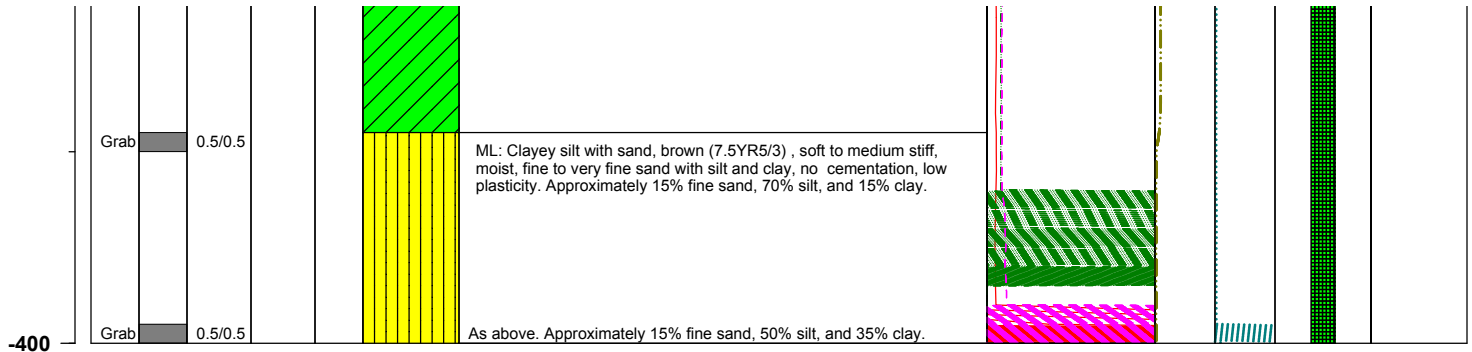 Grab 0.5/0.5
ML: Clayey silt with sand, brown (7.5YR5/3) , soft to medium stiff,
moist, fine to very fine sand with silt and clay, no cementation, low
plasticity. Approximately 15% fine sand, 70% silt, and 15% clay.
Grab 0.5/0.5
As above. Approximately 15% fine sand, 50% silt, and 35% clay.
-400